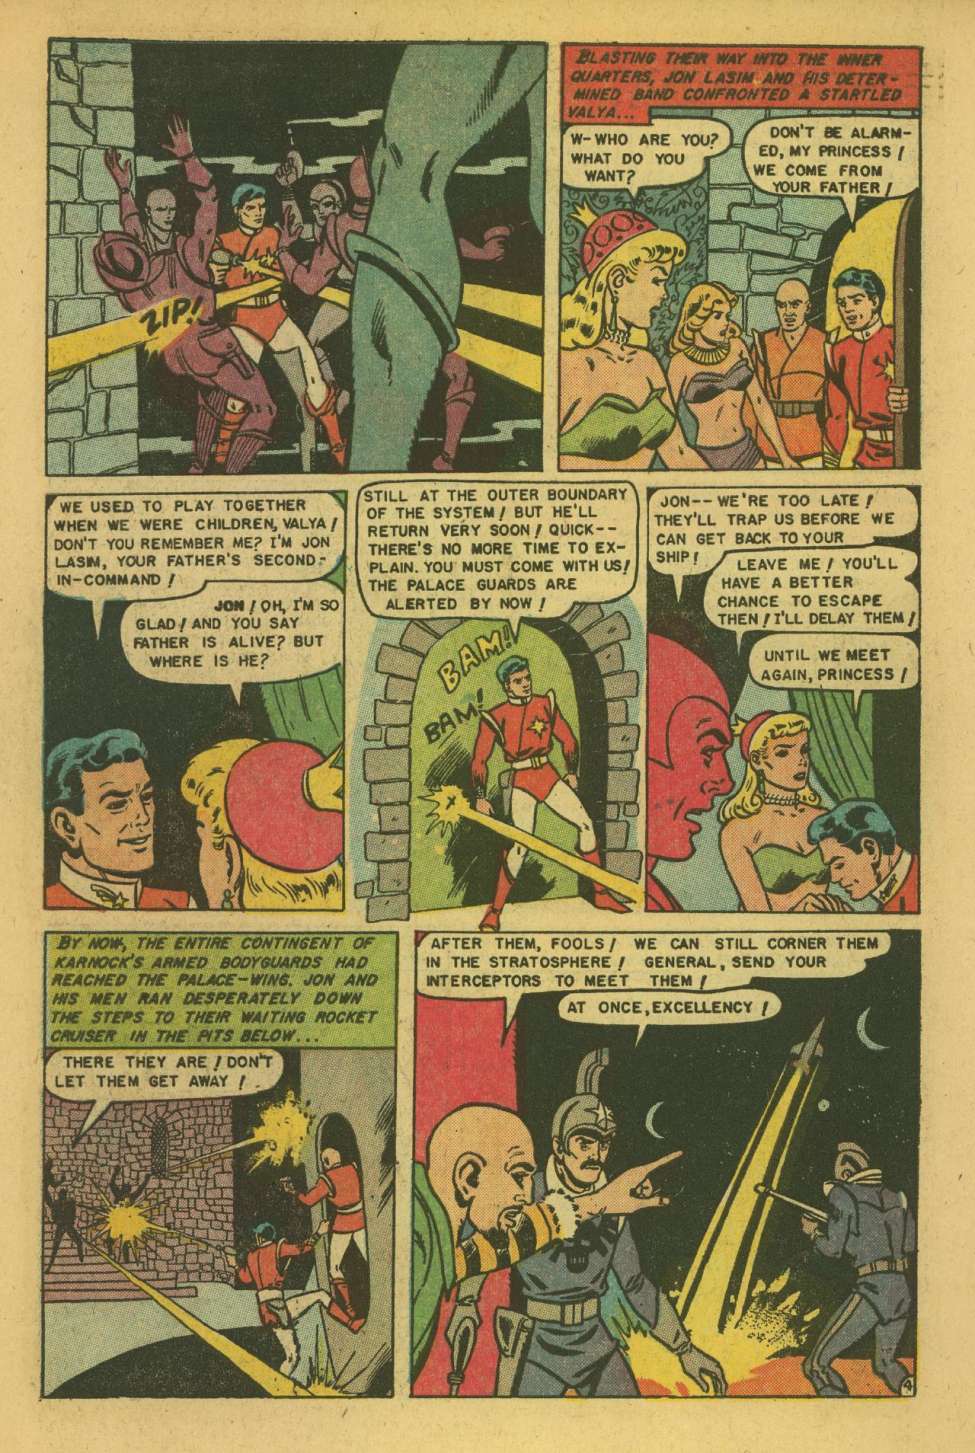 ZIP!
BLASTING THEIR WAY INTO THE INNER
QUARTERS, JON LASIM AND HIS DETER-
MINED BAND CONFRONTED A STARTLED
VALYA...
W-WHO ARE YOU?
WHAT DO YOU
WANT?
DON'T BE ALARM-
ED, MY PRINCESS!
WE COME FROM
YOUR FATHER!
WE USED TO PLAY TOGETHER
WHEN WE WERE CHILDREN, VALYA!
DON'T YOU REMEMBER ME? I'M JON
LASIM, YOUR FATHER'S SECOND-
IN-COMMAND!
JON! OH, I'M SO
GLAD! AND YOU SAY
FATHER IS ALIVE? BUT
WHERE IS HE?
STILL AT THE OUTER BOUNDARY
OF THE SYSTEM! BUT HE'LL
RETURN VERY SOON! QUICK--
THERE'S NO MORE TIME TO EX-
PLAIN. YOU MUST COME WITH US!
THE PALACE GUARDS ARE
ALERTED BY NOW!
BAM!
BAM!
JON-- WE'RE TOO LATE!
THEY'LL TRAP US BEFORE WE
CAN GET BACK TO YOUR
SHIP!
LEAVE ME! YOU'LL
HAVE A BETTER
CHANCE TO ESCAPE
THEN! I'LL DELAY THEM!
UNTIL WE MEET
AGAIN, PRINCESS!
BY NOW, THE ENTIRE CONTINGENT OF
KARNOCK'S ARMED BODYGUARDS HAD
REACHED THE PALACE-WING. JON AND
HIS MEN RAN DESPERATELY DOWN
THE STEPS TO THEIR WAITING ROCKET
CRUISER IN THE PITS BELOW...
THERE THEY ARE! DON'T
LET THEM GET AWAY!
AFTER THEM, FOOLS! WE CAN STILL CORNER THEM
IN THE STRATOSPHERE! GENERAL, SEND YOUR
INTERCEPTORS TO MEET THEM!
AT ONCE, EXCELLENCY!
4